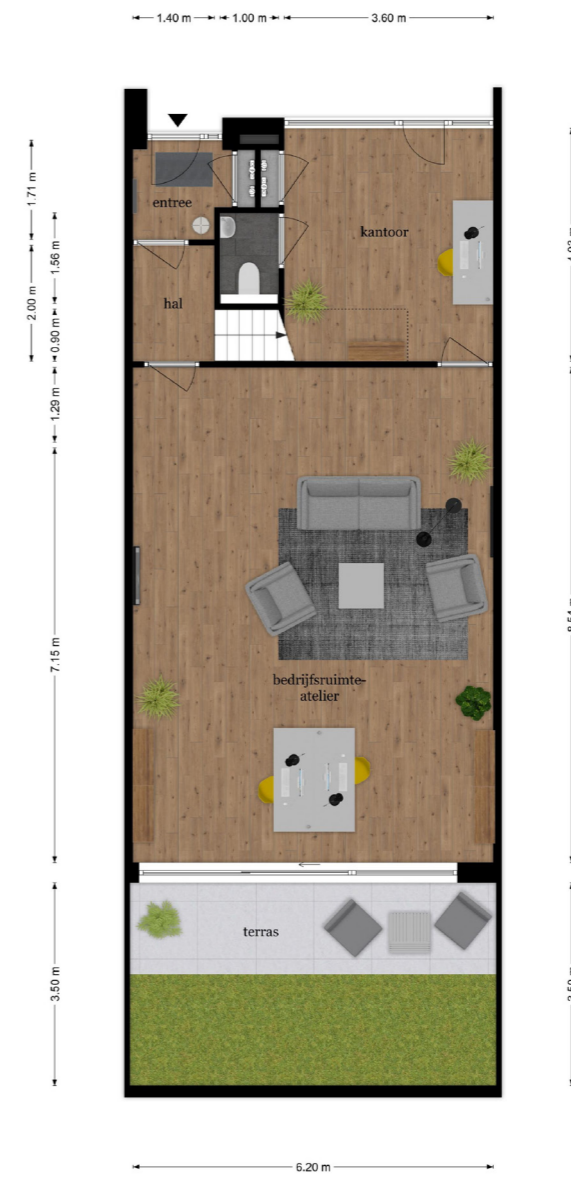 1.40 m
1.00 m
3.60 m
1.71 m
entree
kantoor
1.56 m
2.00 m
hal
0.90 m
1.29 m
7.15 m
bedrijfsruimte-
atelier
terras
3.50 m
6.20 m